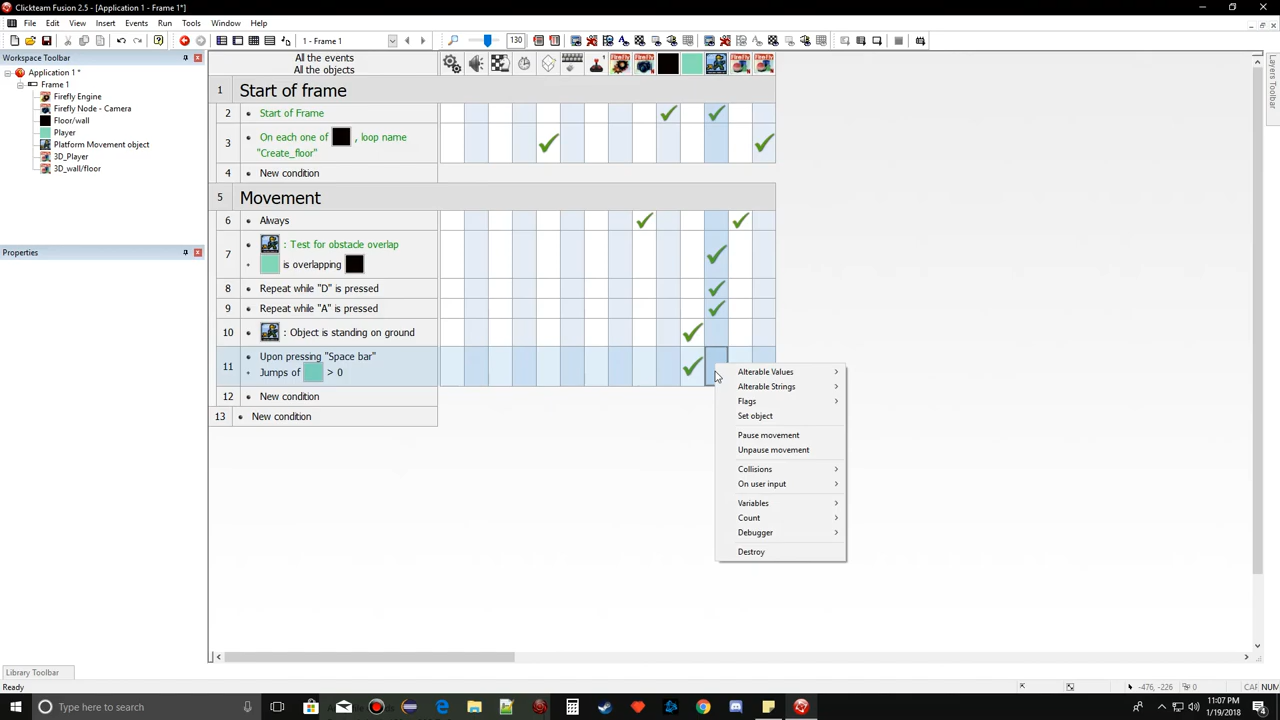 Clickteam Fusion 2.5 - [Application 1 - Frame 1*]
File Edit View Insert Events Run Tools Window Help
1 - Frame 1
130
Workspace Toolbar
Application 1 *
Frame 1
Firefly Engine
Firefly Node - Camera
Floor/wall
Player
Platform Movement object
3D_Player
3D_wall/floor
Properties
All the events
All the objects
1 Start of frame
2 Start of Frame
3 On each one of , loop name
"Create_floor"
4 New condition
5 Movement
6 Always
7 : Test for obstacle overlap
+ is overlapping
8 Repeat while "D" is pressed
9 Repeat while "A" is pressed
10 : Object is standing on ground
11 Upon pressing "Space bar"
+ Jumps of > 0
12 New condition
13 New condition
Alterable Values
Alterable Strings
Flags
Set object
Pause movement
Unpause movement
Collisions
On user input
Variables
Count
Debugger
Destroy
Layers Toolbar
Library Toolbar
Ready
-476, -226
0
CAP NUM
Type here to search
11:07 PM
1/19/2018